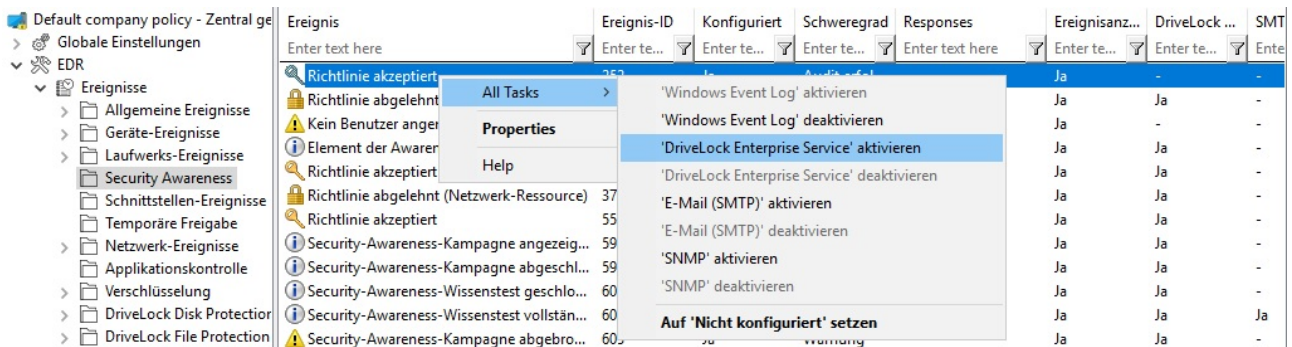 Default company policy - Zentral ge
Globale Einstellungen
EDR
Ereignisse
Allgemeine Ereignisse
Geräte-Ereignisse
Laufwerks-Ereignisse
Security Awareness
Schnittstellen-Ereignisse
Temporäre Freigabe
Netzwerk-Ereignisse
Applikationskontrolle
Verschlüsselung
DriveLock Disk Protection
DriveLock File Protection
Ereignis Ereignis-ID Konfiguriert Schweregrad Responses Ereignisanz... DriveLock ... SMT
Enter text here Enter te... Enter te... Enter te... Enter text here Enter te... Enter te... Ente
Richtlinie akzeptiert Ja - -
Richtlinie abgelehnt Ja Ja -
Kein Benutzer anger Ja - -
Element der Awaren Ja Ja -
Richtlinie akzeptiert Ja Ja -
Richtlinie abgelehnt (Netzwerk-Ressource) 37 Ja Ja -
Richtlinie akzeptiert 55 Ja Ja -
Security-Awareness-Kampagne angezeig... 59 Ja Ja -
Security-Awareness-Kampagne abgeschl... 59 Ja Ja -
Security-Awareness-Wissenstest geschlo... 60 Ja Ja -
Security-Awareness-Wissenstest vollstän... 60 Ja Ja Ja
Security-Awareness-Kampagne abgebro... 603 Ja Warnung Ja Ja -
All Tasks >
Properties
Help
'Windows Event Log' aktivieren
'Windows Event Log' deaktivieren
'DriveLock Enterprise Service' aktivieren
'DriveLock Enterprise Service' deaktivieren
'E-Mail (SMTP)' aktivieren
'E-Mail (SMTP)' deaktivieren
'SNMP' aktivieren
'SNMP' deaktivieren
Auf 'Nicht konfiguriert' setzen